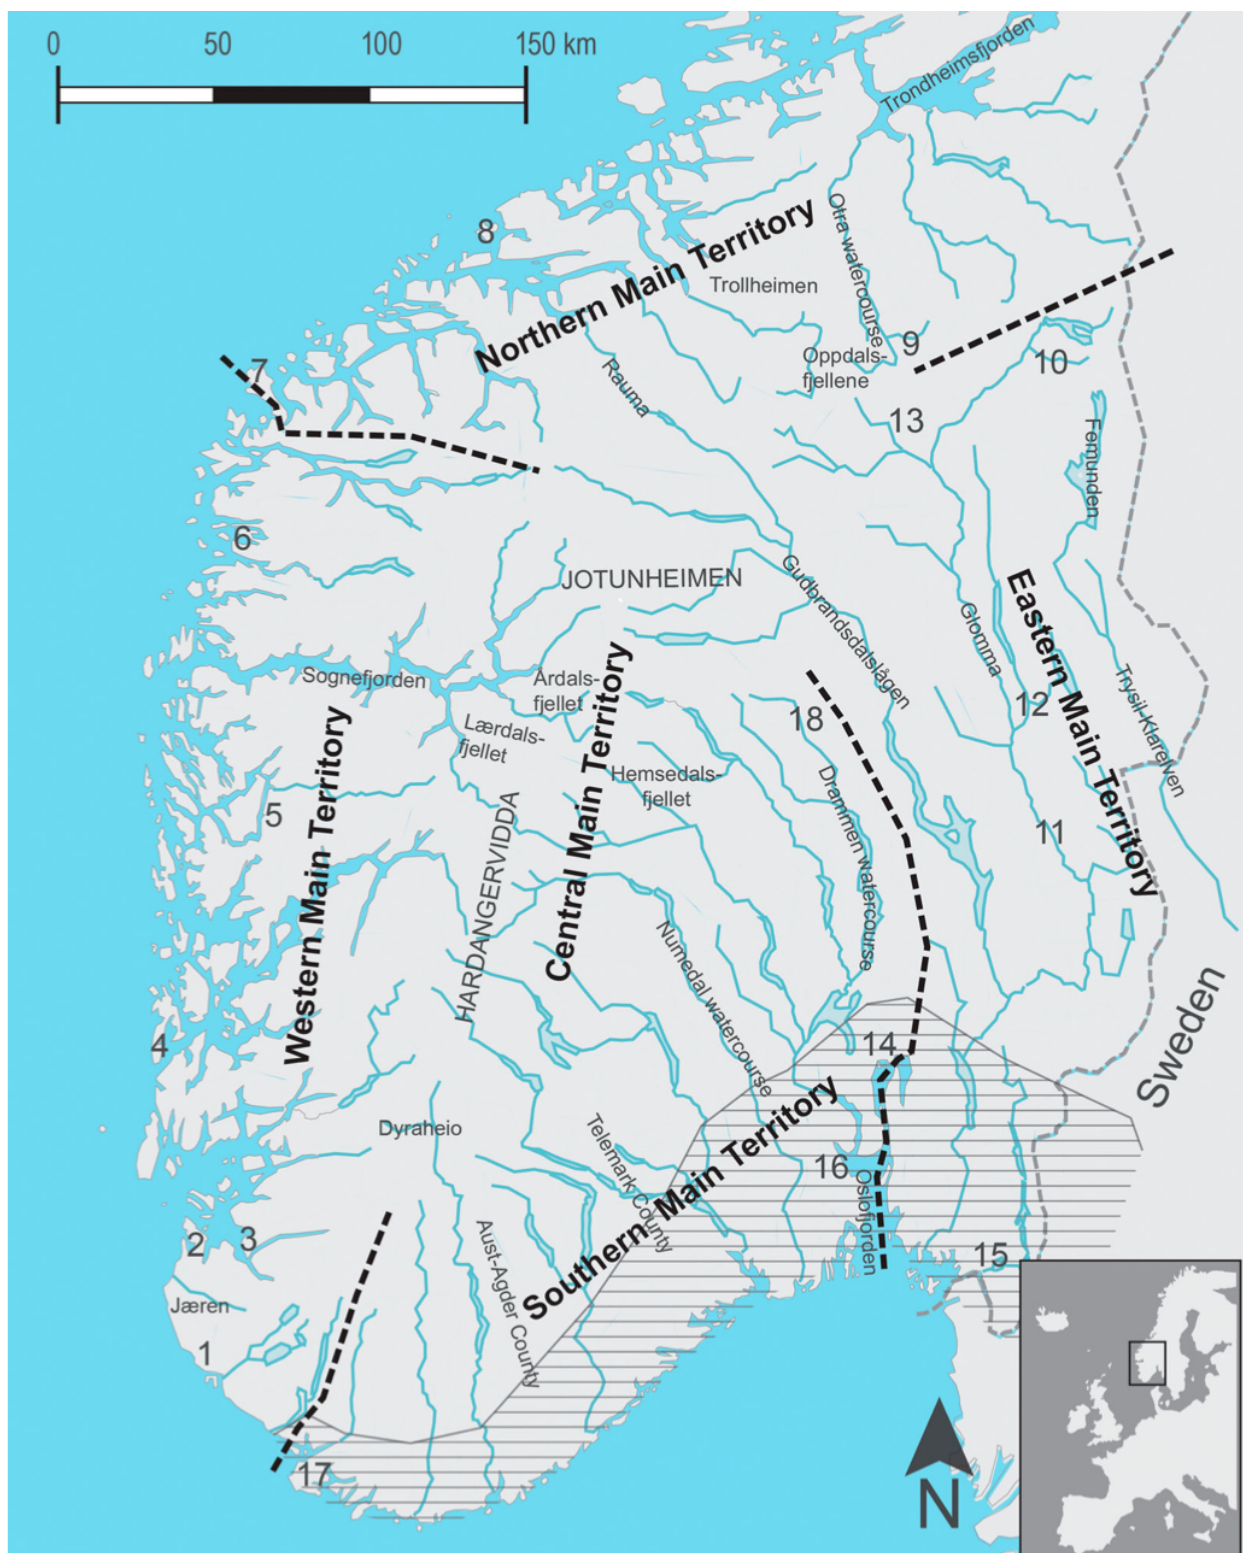 0 50 100 150 km
Trondheimsfjorden
8
Otra watercourse
Northern Main Territory
Trollheimen
7
9
Oppdals-
fjellene
10
Rauma
13
Femunden
6
JOTUNHEIMEN
Gudbrandsdalslågen
Glomma
Eastern Main Territory
Sognefjorden
Årdals-
fjellet
Trysil-Klarelven
12
18
Lærdals-
fjellet
Hemsedals-
fjellet
Drammen watercourse
5
11
Western Main Territory
HARDANGERVIDDA
Central Main Territory
Numedal watercourse
4
14
Sweden
Dyraheio
Telemark County
Southern Main Territory
16
Oslofjorden
2
3
15
Aust-Agder County
Jæren
1
17
N